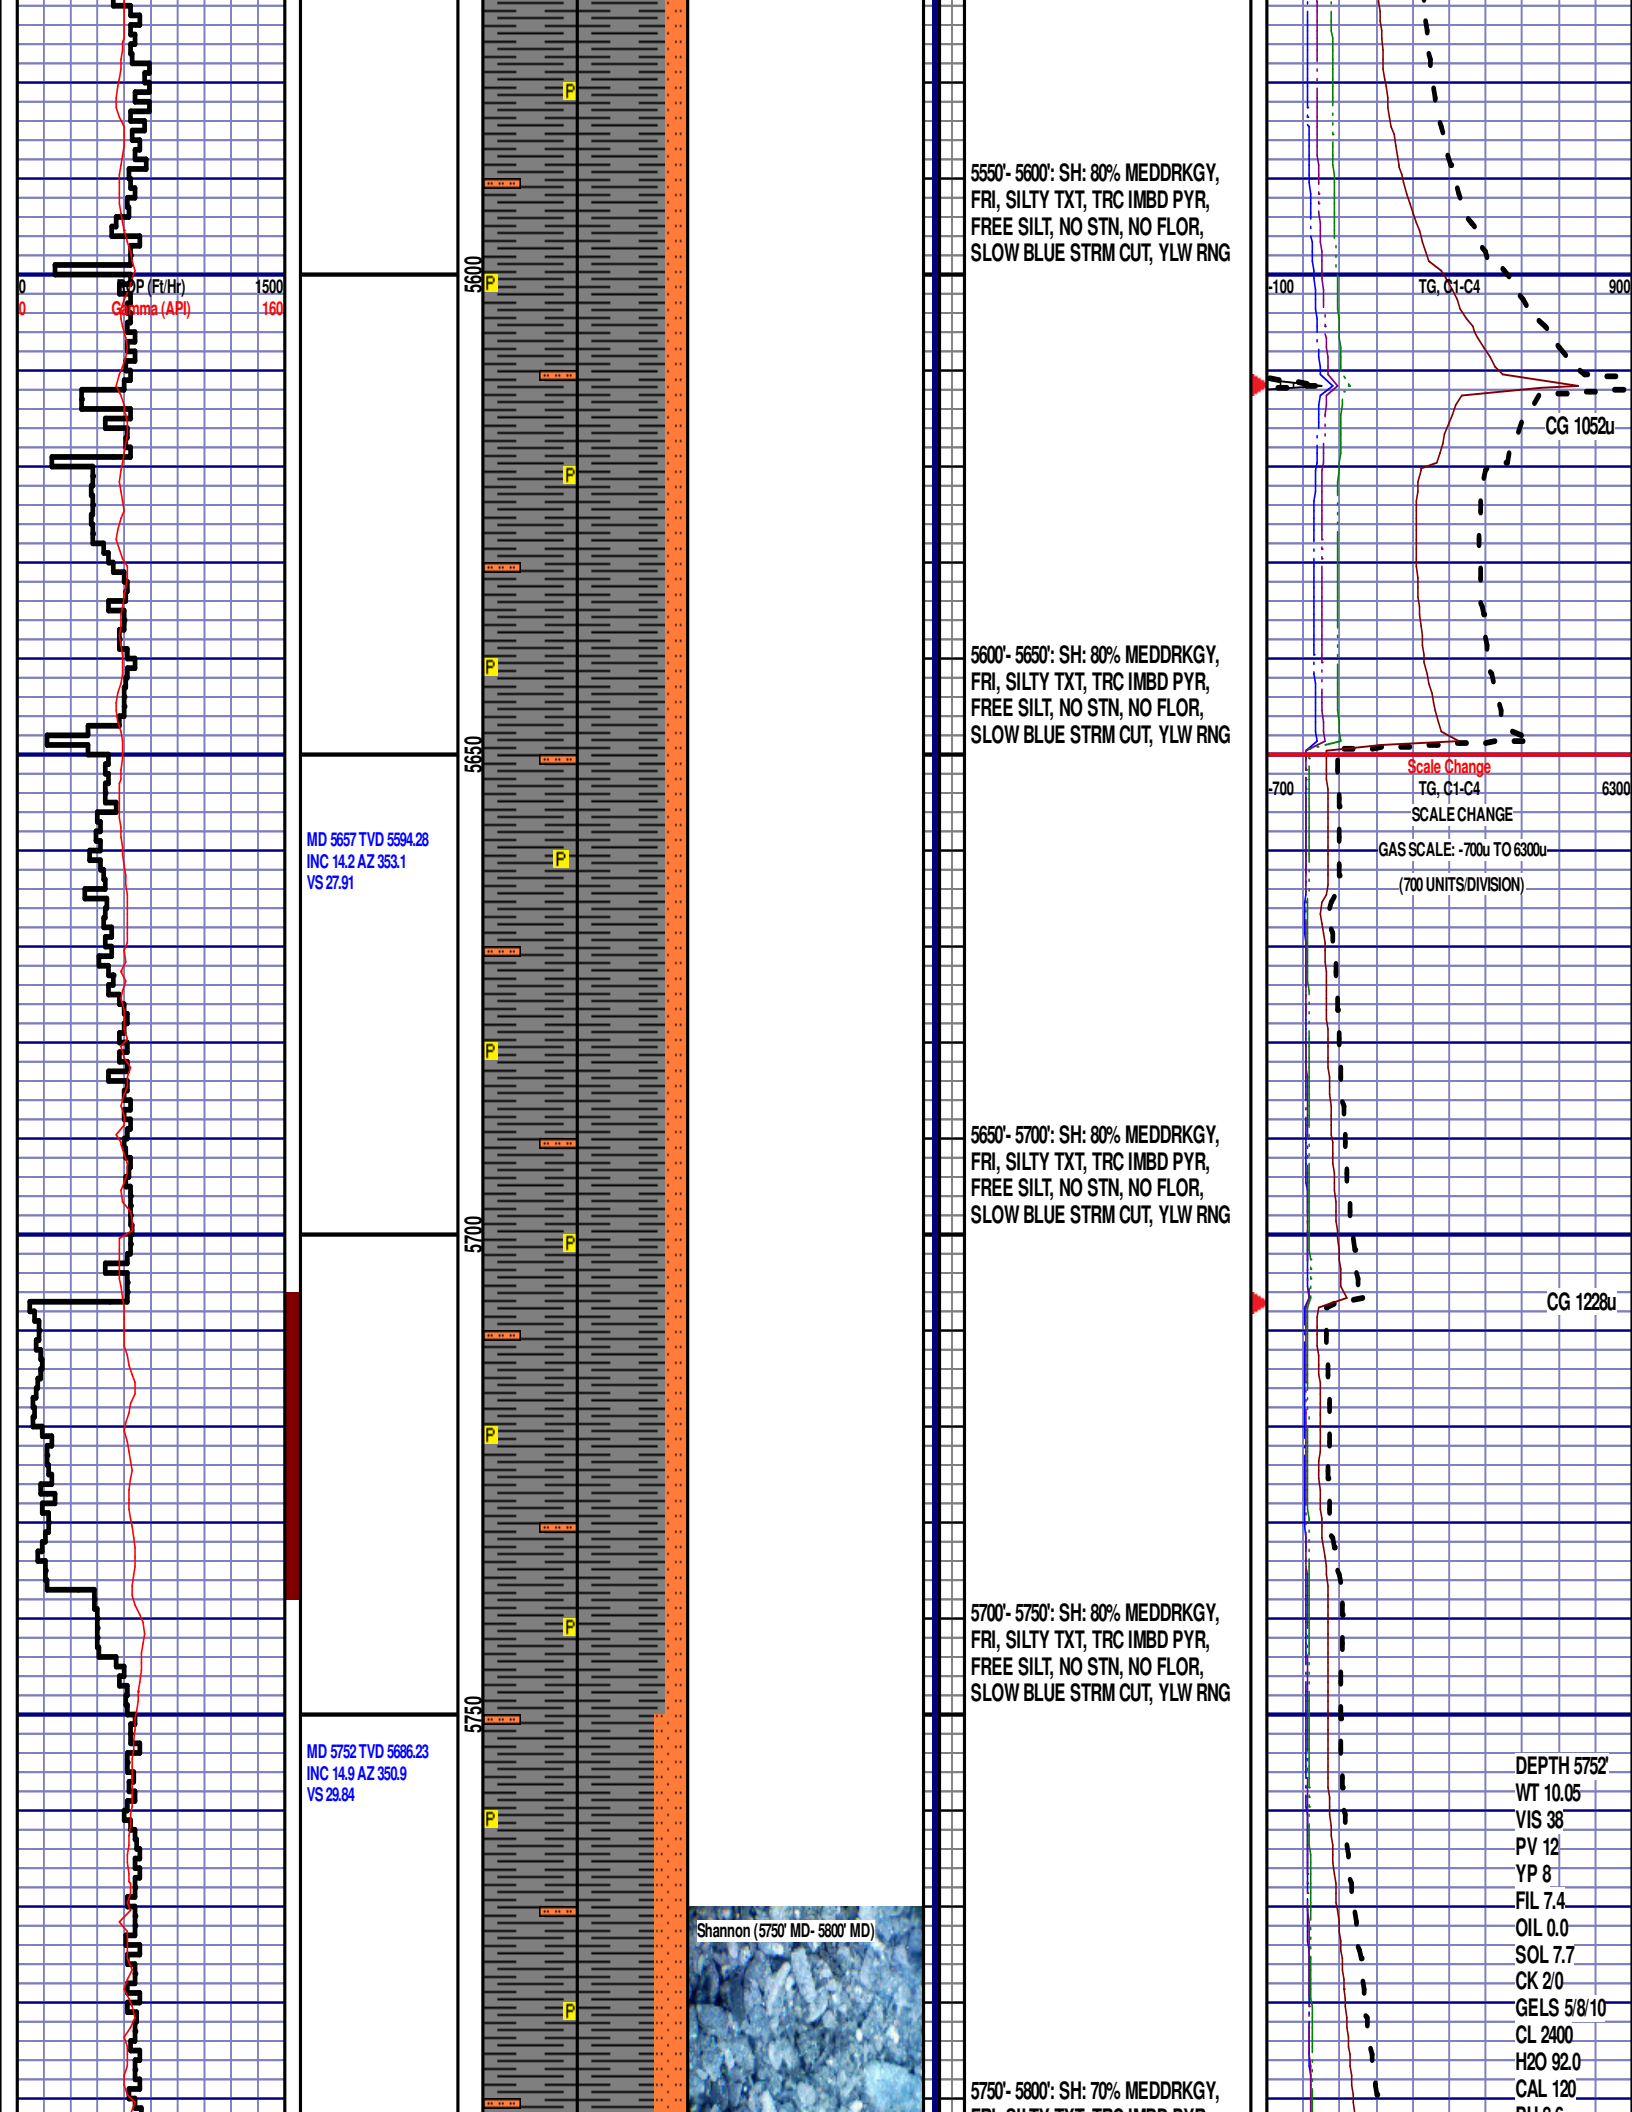 5550'- 5600': SH: 80% MEDDRKGY,
FRI, SILTY TXT, TRC IMBD PYR,
FREE SILT, NO STN, NO FLOR,
SLOW BLUE STRM CUT, YLW RNG
5600
0 ROP (Ft/Hr) 1500
0 Gamma (API) 160
-100 TG, C1-C4 900
CG 1052u
5600'- 5650': SH: 80% MEDDRKGY,
FRI, SILTY TXT, TRC IMBD PYR,
FREE SILT, NO STN, NO FLOR,
SLOW BLUE STRM CUT, YLW RNG
5650
Scale Change
-700 TG, C1-C4 6300
SCALE CHANGE
GAS SCALE: -700u TO 6300u
(700 UNITS/DIVISION)
MD 5657 TVD 5594.28
INC 14.2 AZ 353.1
VS 27.91
5650'- 5700': SH: 80% MEDDRKGY,
FRI, SILTY TXT, TRC IMBD PYR,
FREE SILT, NO STN, NO FLOR,
SLOW BLUE STRM CUT, YLW RNG
5700
CG 1228u
5700'- 5750': SH: 80% MEDDRKGY,
FRI, SILTY TXT, TRC IMBD PYR,
FREE SILT, NO STN, NO FLOR,
SLOW BLUE STRM CUT, YLW RNG
5750
MD 5752 TVD 5686.23
INC 14.9 AZ 350.9
VS 29.84
DEPTH 5752'
WT 10.05
VIS 38
PV 12
YP 8
FIL 7.4
OIL 0.0
SOL 7.7
CK 2/0
GELS 5/8/10
CL 2400
H2O 92.0
CAL 120
Shannon (5750' MD- 5800' MD)
5750'- 5800': SH: 70% MEDDRKGY,
P
P
P
P
P
P
P
P
P
P
P